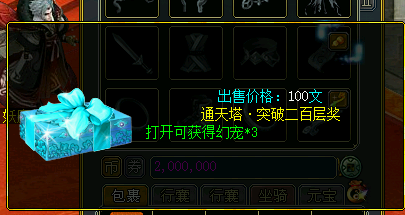 出售价格：100文
通天塔·突破二百层奖
打开可获得幻宠*3
币 券 2,000,000
包裹 行囊 行囊 坐骑 元宝